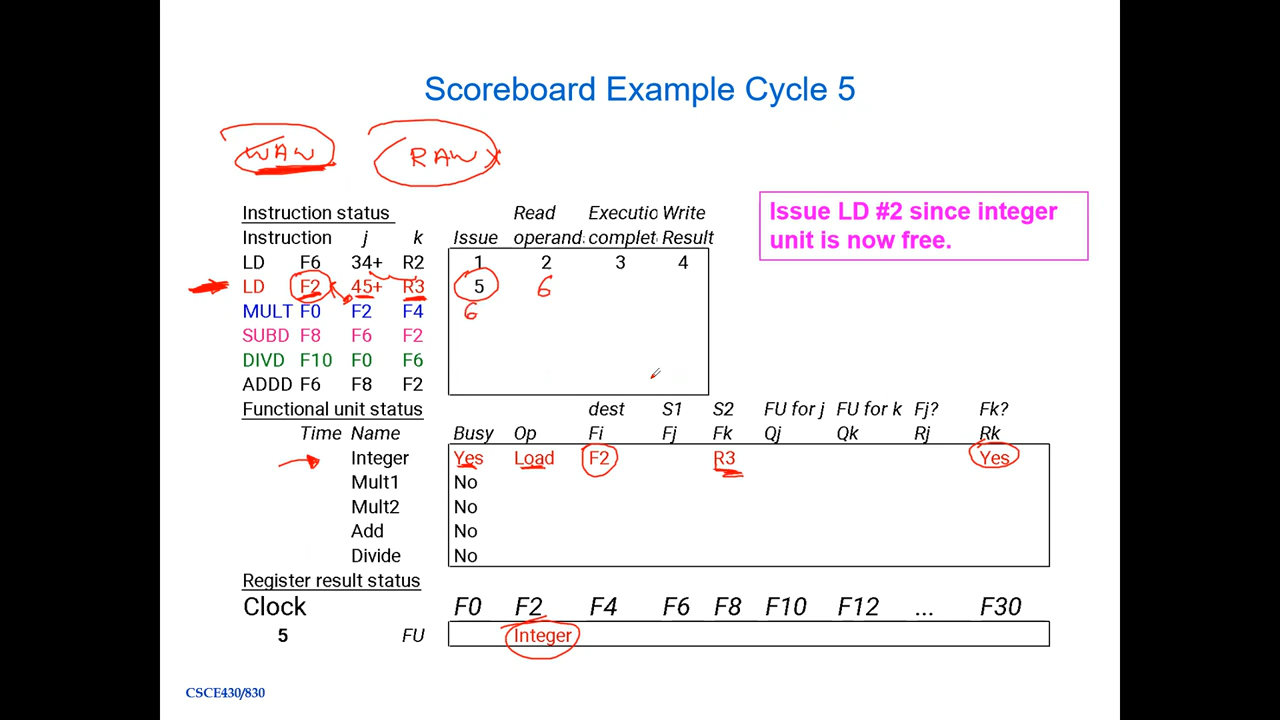 Scoreboard Example Cycle 5
WAW RAW
Instruction status Read Executio Write
Instruction j k Issue operands complet Result
LD F6 34+ R2 1 2 3 4
LD F2 45+ R3 5 6
MULT F0 F2 F4 6
SUBD F8 F6 F2
DIVD F10 F0 F6
ADDD F6 F8 F2
Issue LD #2 since integer
unit is now free.
Functional unit status dest S1 S2 FU for j FU for k Fj? Fk?
Time Name Busy Op Fi Fj Fk Qj Qk Rj Rk
Integer Yes Load F2 R3 Yes
Mult1 No
Mult2 No
Add No
Divide No
Register result status
Clock F0 F2 F4 F6 F8 F10 F12 ... F30
5 FU Integer
CSCE430/830